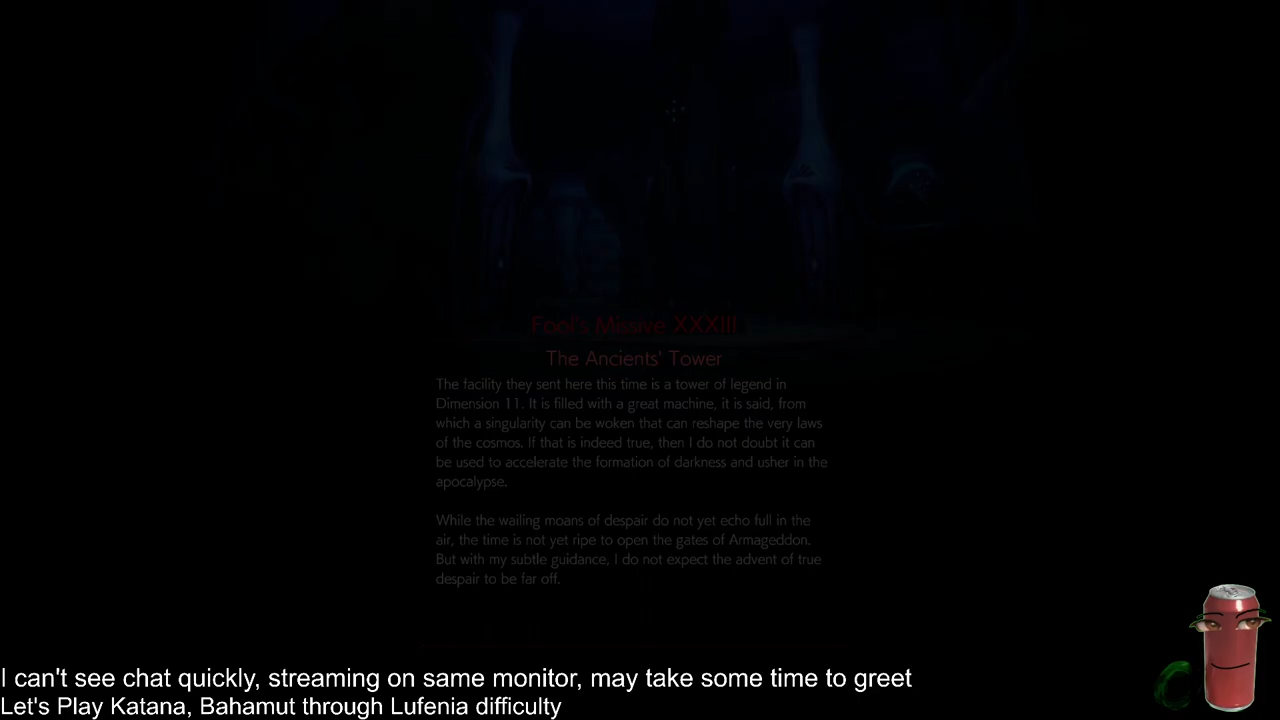 Fool's Missive XXXIII
The Ancients' Tower
The facility they sent here this time is a tower of legend in
Dimension 11. It is filled with a great machine, it is said, from
which a singularity can be woken that can reshape the very laws
of the cosmos. If that is indeed true, then I do not doubt it can
be used to accelerate the formation of darkness and usher in the
apocalypse.
While the wailing moans of despair do not yet echo full in the
air, the time is not yet ripe to open the gates of Armageddon.
But with my subtle guidance, I do not expect the advent of true
despair to be far off.
I can't see chat quickly, streaming on same monitor, may take some time to greet
Let's Play Katana, Bahamut through Lufenia difficulty